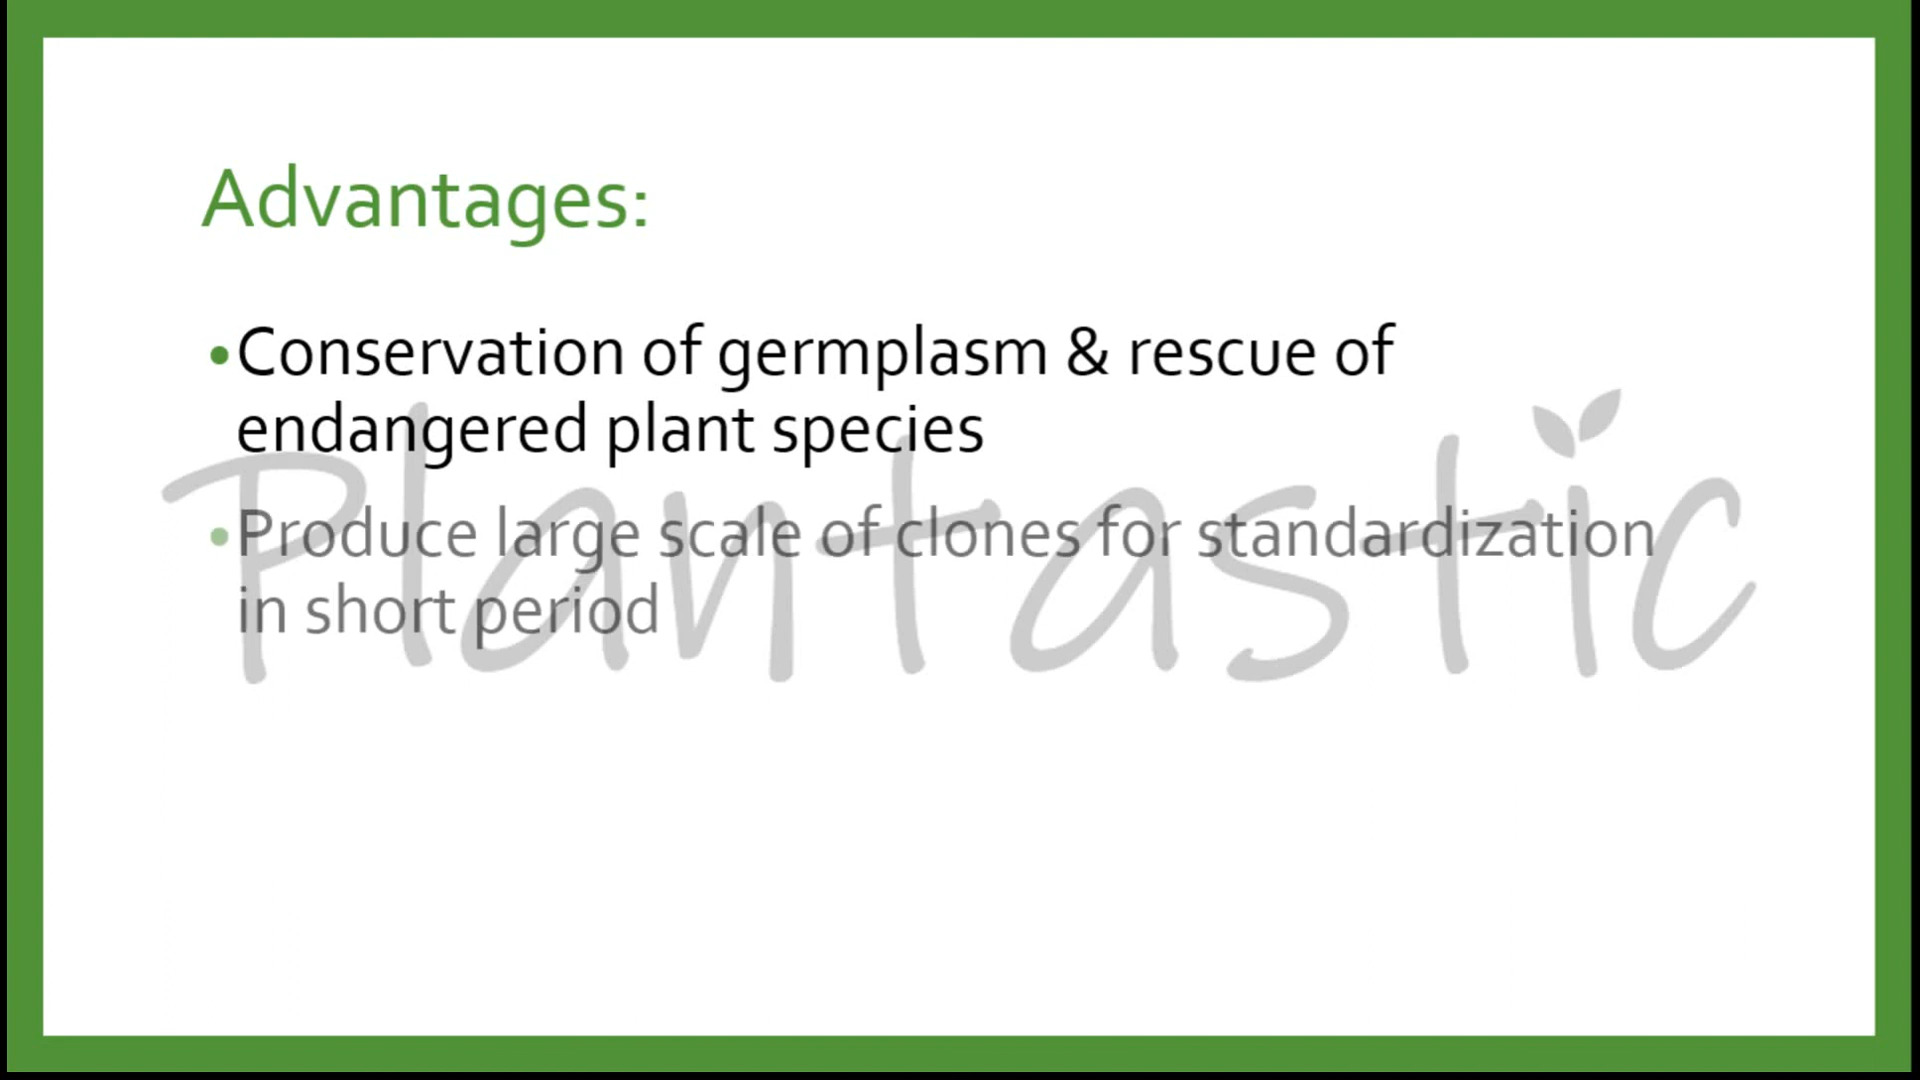 Advantages:
•Conservation of germplasm & rescue of
endangered plant species
•Produce large scale of clones for standardization
in short period
Plantastic